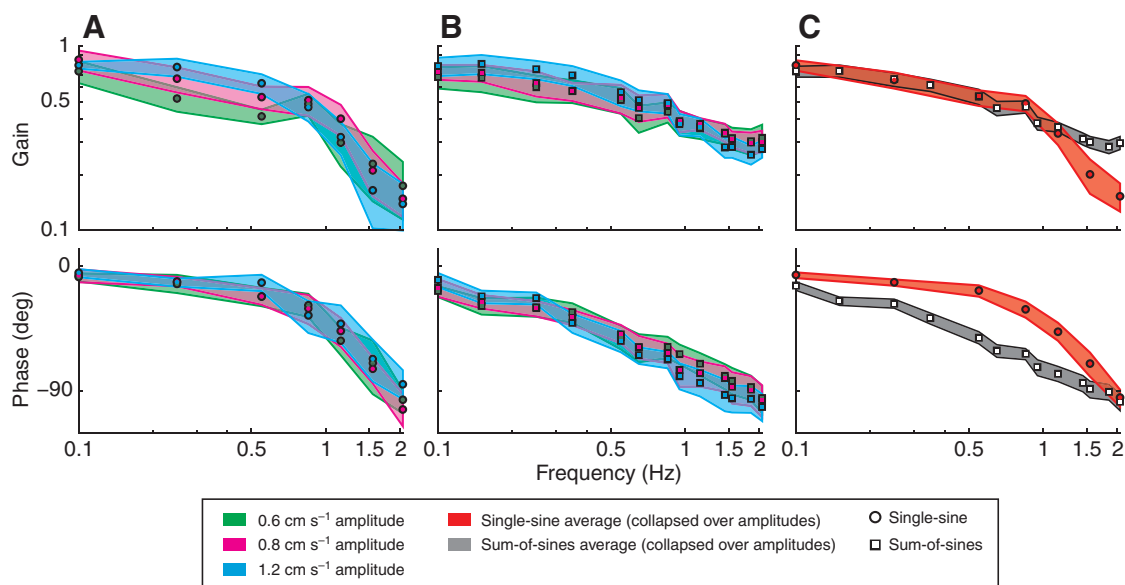 A
B
C
1
0.5
0.1
Gain
0
−90
Phase (deg)
0.1 0.5 1 1.5 2
0.1 0.5 1 1.5 2
0.1 0.5 1 1.5 2
Frequency (Hz)
0.6 cm s⁻¹ amplitude
0.8 cm s⁻¹ amplitude
1.2 cm s⁻¹ amplitude
Single-sine average (collapsed over amplitudes)
Sum-of-sines average (collapsed over amplitudes)
Single-sine
Sum-of-sines